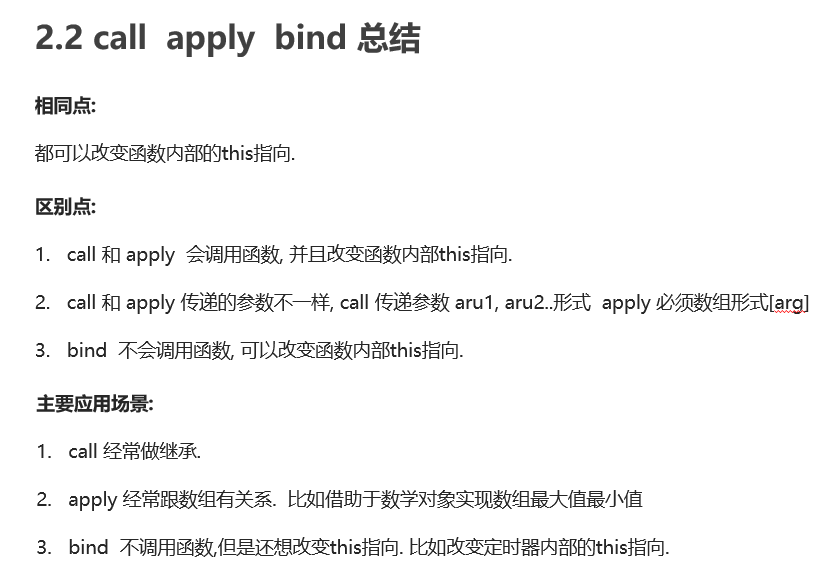 2.2 call apply bind 总结
相同点:
都可以改变函数内部的this指向.
区别点:
1. call 和 apply 会调用函数, 并且改变函数内部this指向.
2. call 和 apply 传递的参数不一样, call 传递参数 aru1, aru2..形式 apply 必须数组形式[arg]
3. bind 不会调用函数, 可以改变函数内部this指向.
主要应用场景:
1. call 经常做继承.
2. apply 经常跟数组有关系. 比如借助于数学对象实现数组最大值最小值
3. bind 不调用函数,但是还想改变this指向. 比如改变定时器内部的this指向.